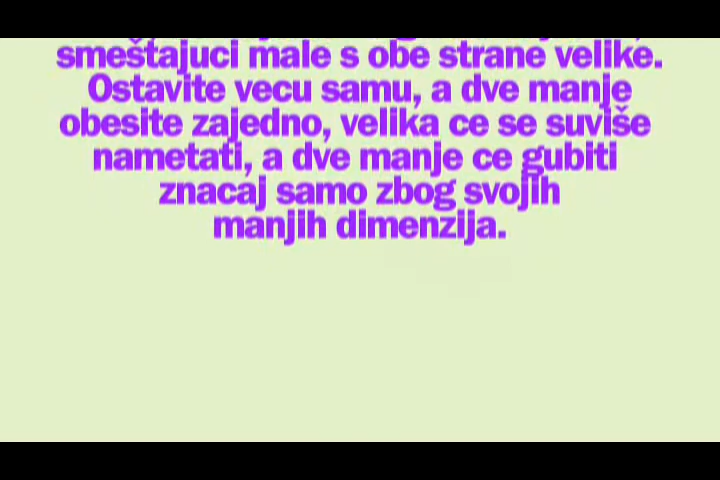 smeštajuci male s obe strane velike.
Ostavite vecu samu, a dve manje
obesite zajedno, velika ce se suviše
nametati, a dve manje ce gubiti
znacaj samo zbog svojih
manjih dimenzija.